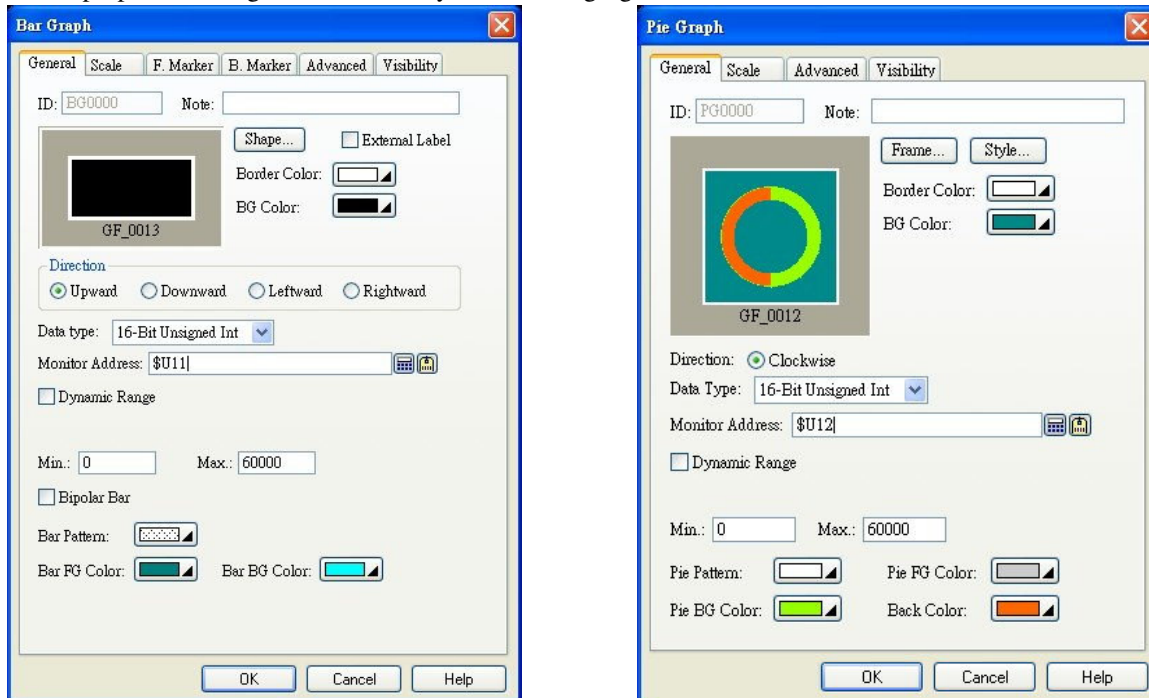 Bar Graph
General Scale F. Marker B. Marker Advanced Visibility
ID: BG0000 Note:
Shape... External Label
Border Color:
BG Color:
GF_0013
Direction
Upward Downward Leftward Rightward
Data type: 16-Bit Unsigned Int
Monitor Address: $U11
Dynamic Range
Min.: 0 Max.: 60000
Bipolar Bar
Bar Pattern:
Bar FG Color: Bar BG Color:
OK Cancel Help
Pie Graph
General Scale Advanced Visibility
ID: PG0000 Note:
Frame... Style...
Border Color:
BG Color:
GF_0012
Direction: Clockwise
Data Type: 16-Bit Unsigned Int
Monitor Address: $U12
Dynamic Range
Min.: 0 Max.: 60000
Pie Pattern: Pie FG Color:
Pie BG Color: Back Color:
OK Cancel Help